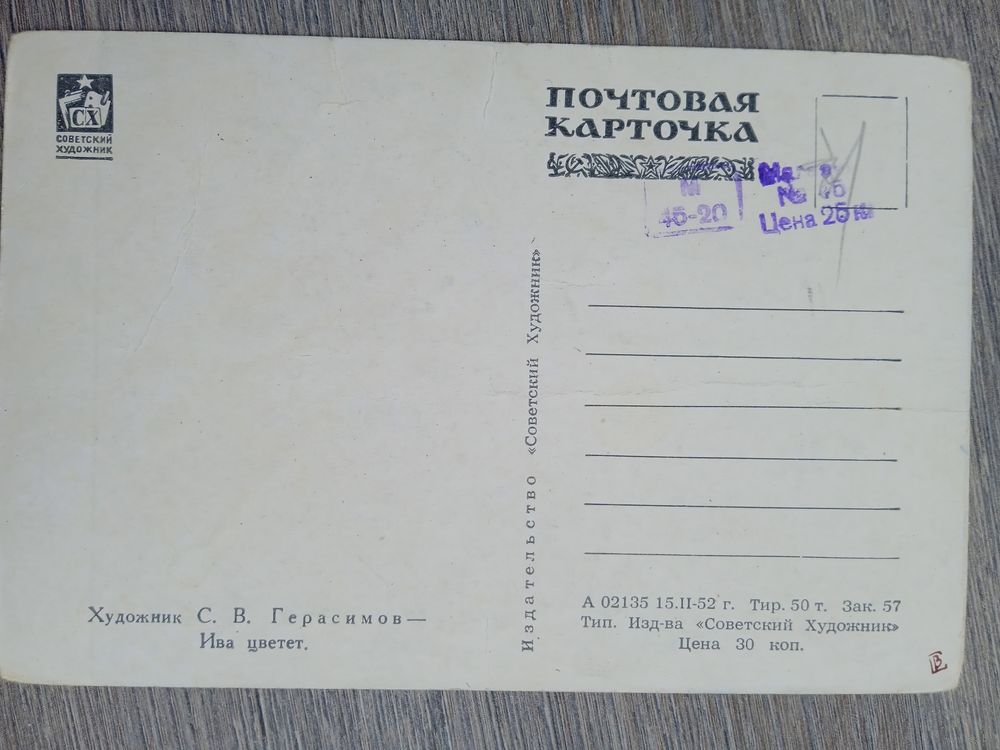 СХ
СОВЕТСКИЙ
ХУДОЖНИК
ПОЧТОВАЯ
КАРТОЧКА
М
45-20
№ 46
Цена 25 к
Издательство «Советский Художник»
Художник С. В. Герасимов—
Ива цветет.
А 02135 15.II-52 г. Тир. 50 т. Зак. 57
Тип. Изд-ва «Советский Художник»
Цена 30 коп.